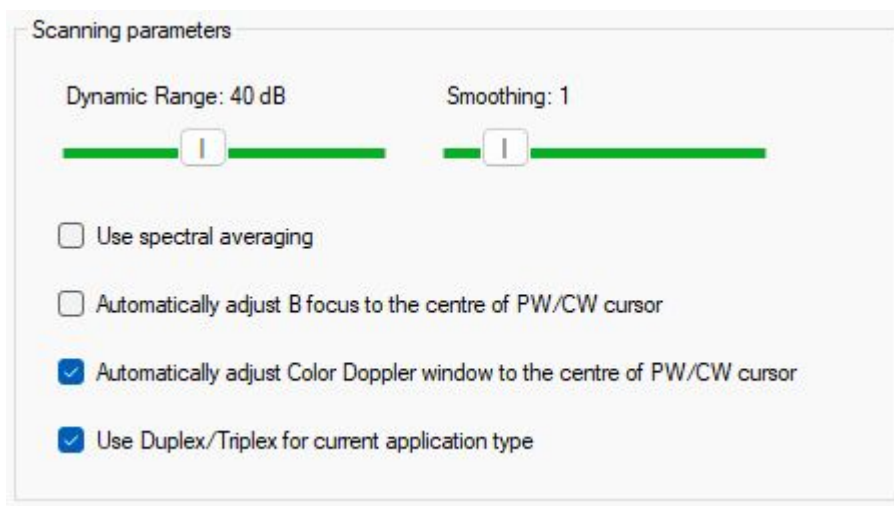 Scanning parameters
Dynamic Range: 40 dB
Smoothing: 1
Use spectral averaging
Automatically adjust B focus to the centre of PW/CW cursor
Automatically adjust Color Doppler window to the centre of PW/CW cursor
Use Duplex/Triplex for current application type